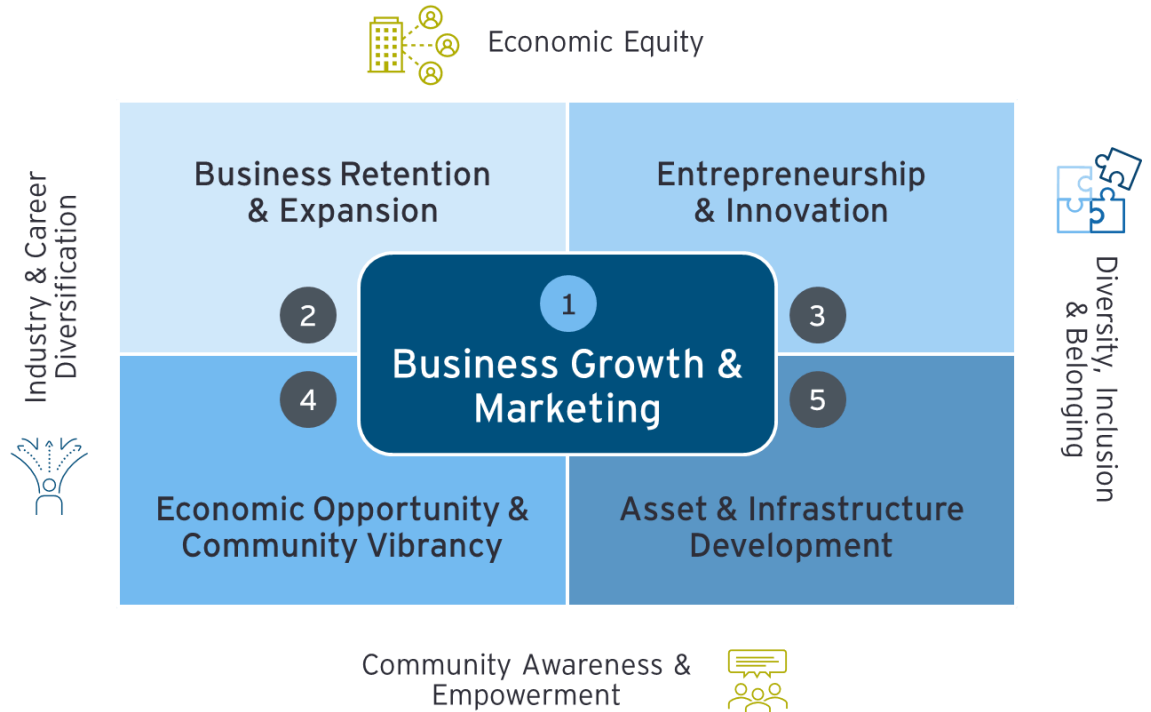 Economic Equity
Business Retention
& Expansion
Entrepreneurship
& Innovation
Industry & Career
Diversification
Diversity, Inclusion
& Belonging
2
1
3
Business Growth &
Marketing
4
5
Economic Opportunity &
Community Vibrancy
Asset & Infrastructure
Development
Community Awareness &
Empowerment